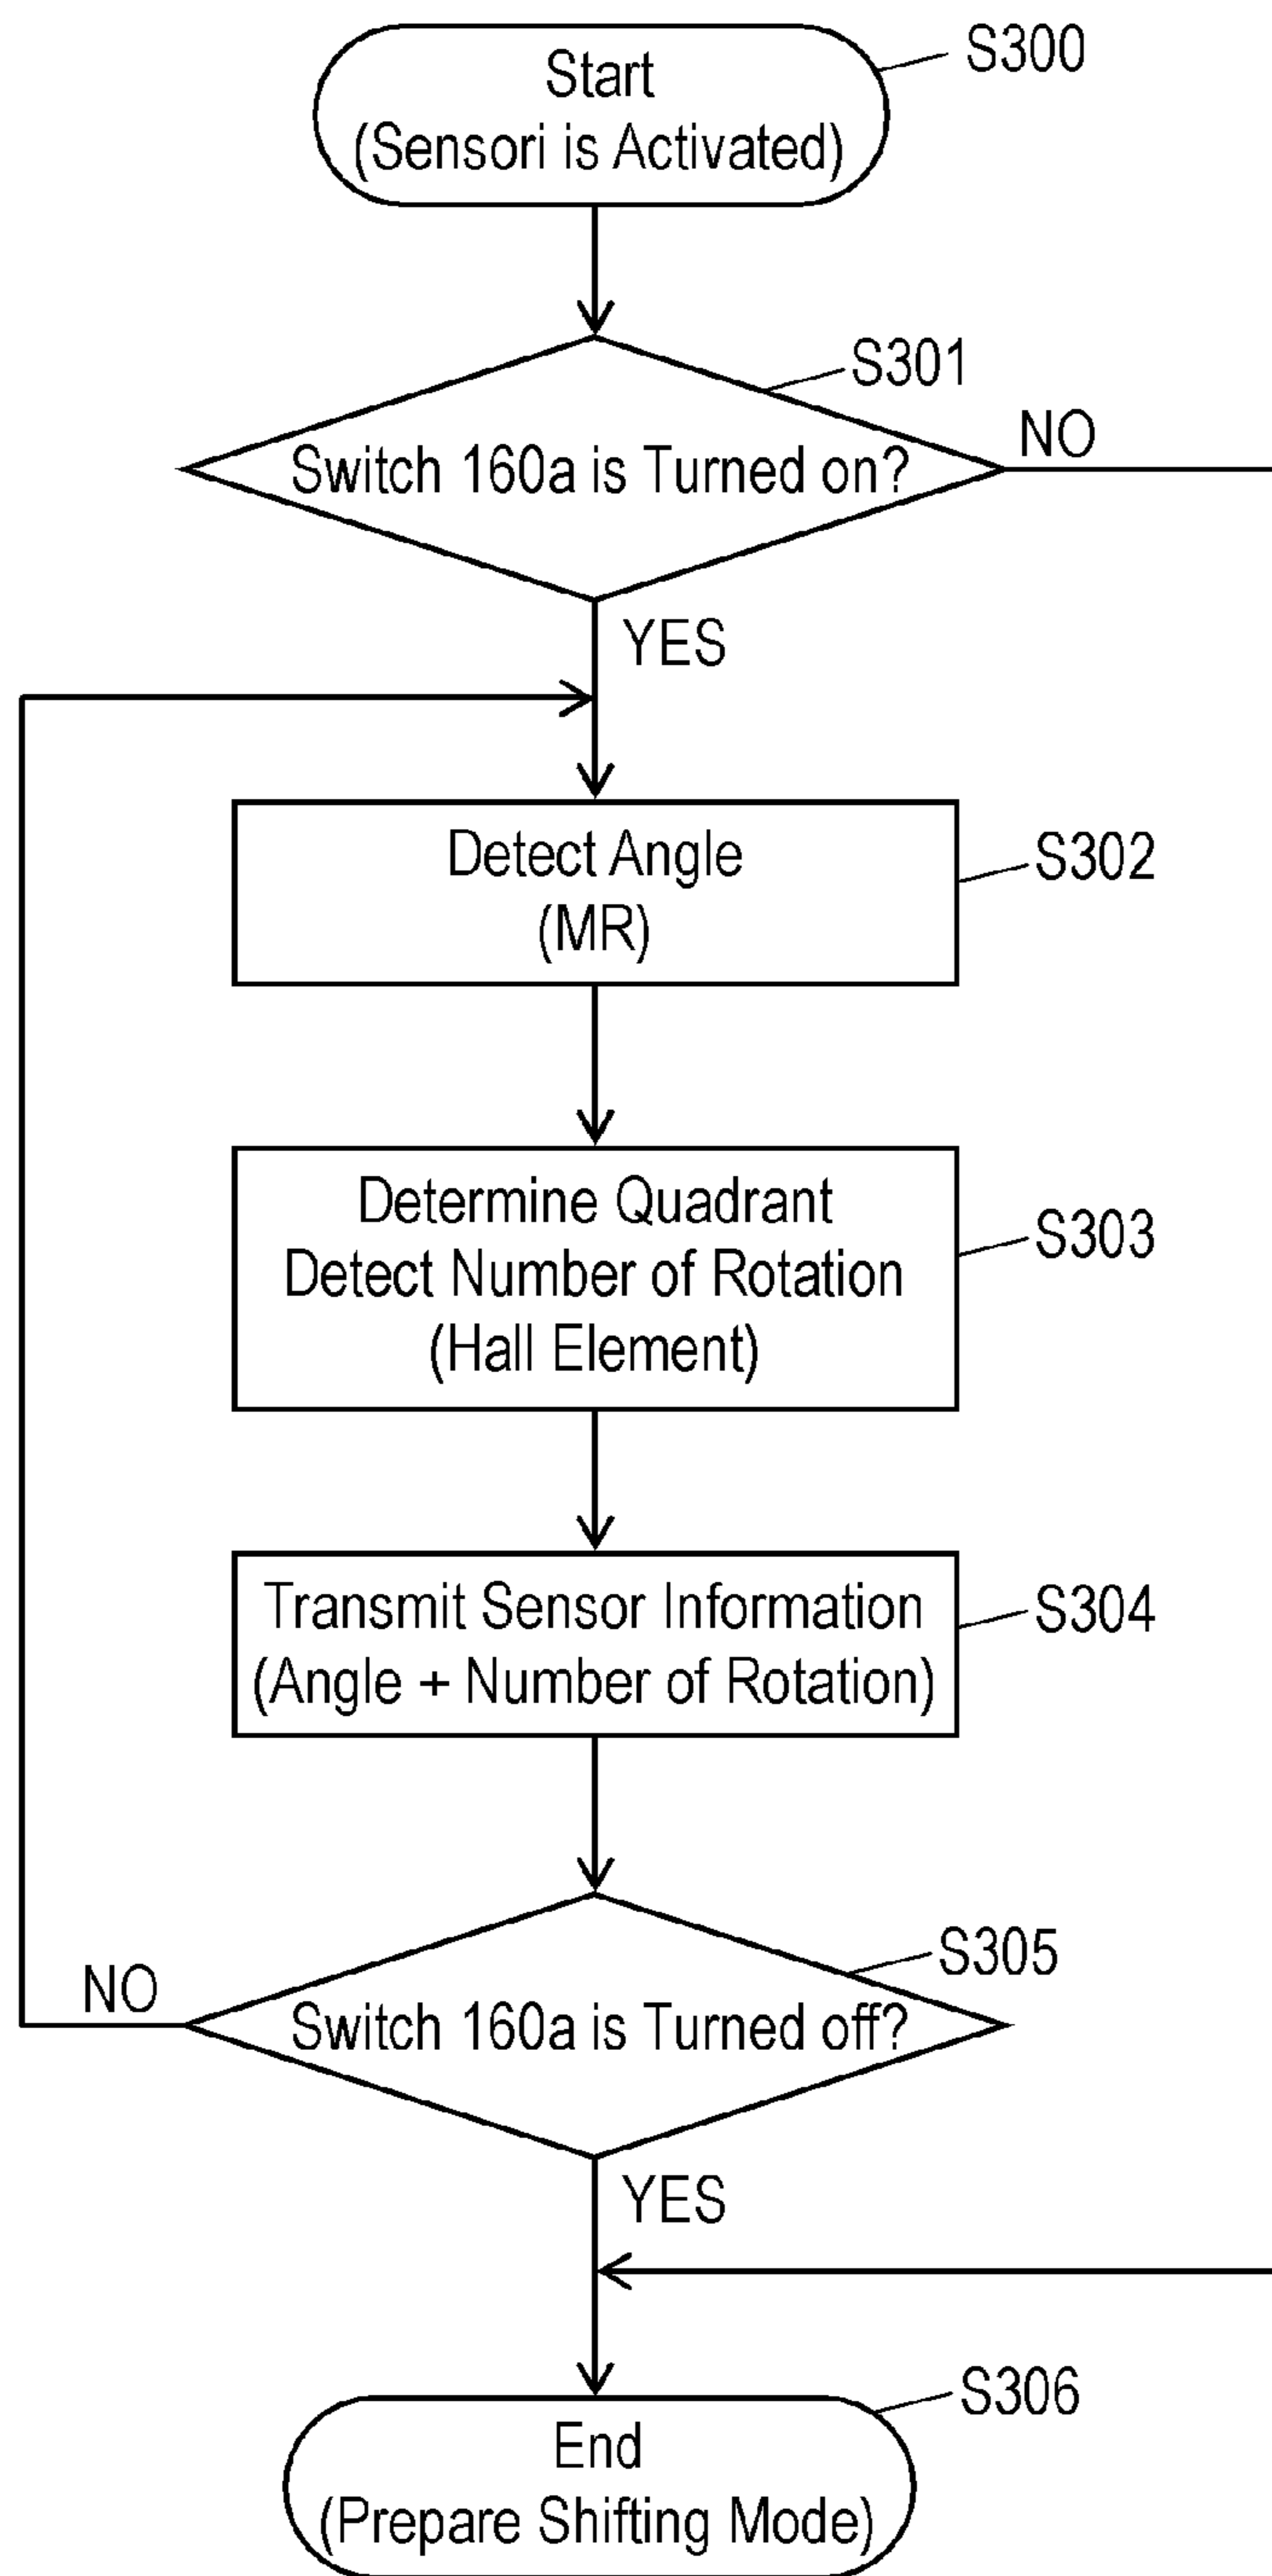 Start
(Sensori is Activated)
S300
S301
Switch 160a is Turned on?
NO
YES
Detect Angle
(MR)
S302
Determine Quadrant
Detect Number of Rotation
(Hall Element)
S303
Transmit Sensor Information
(Angle + Number of Rotation)
S304
S305
NO
Switch 160a is Turned off?
YES
S306
End
(Prepare Shifting Mode)